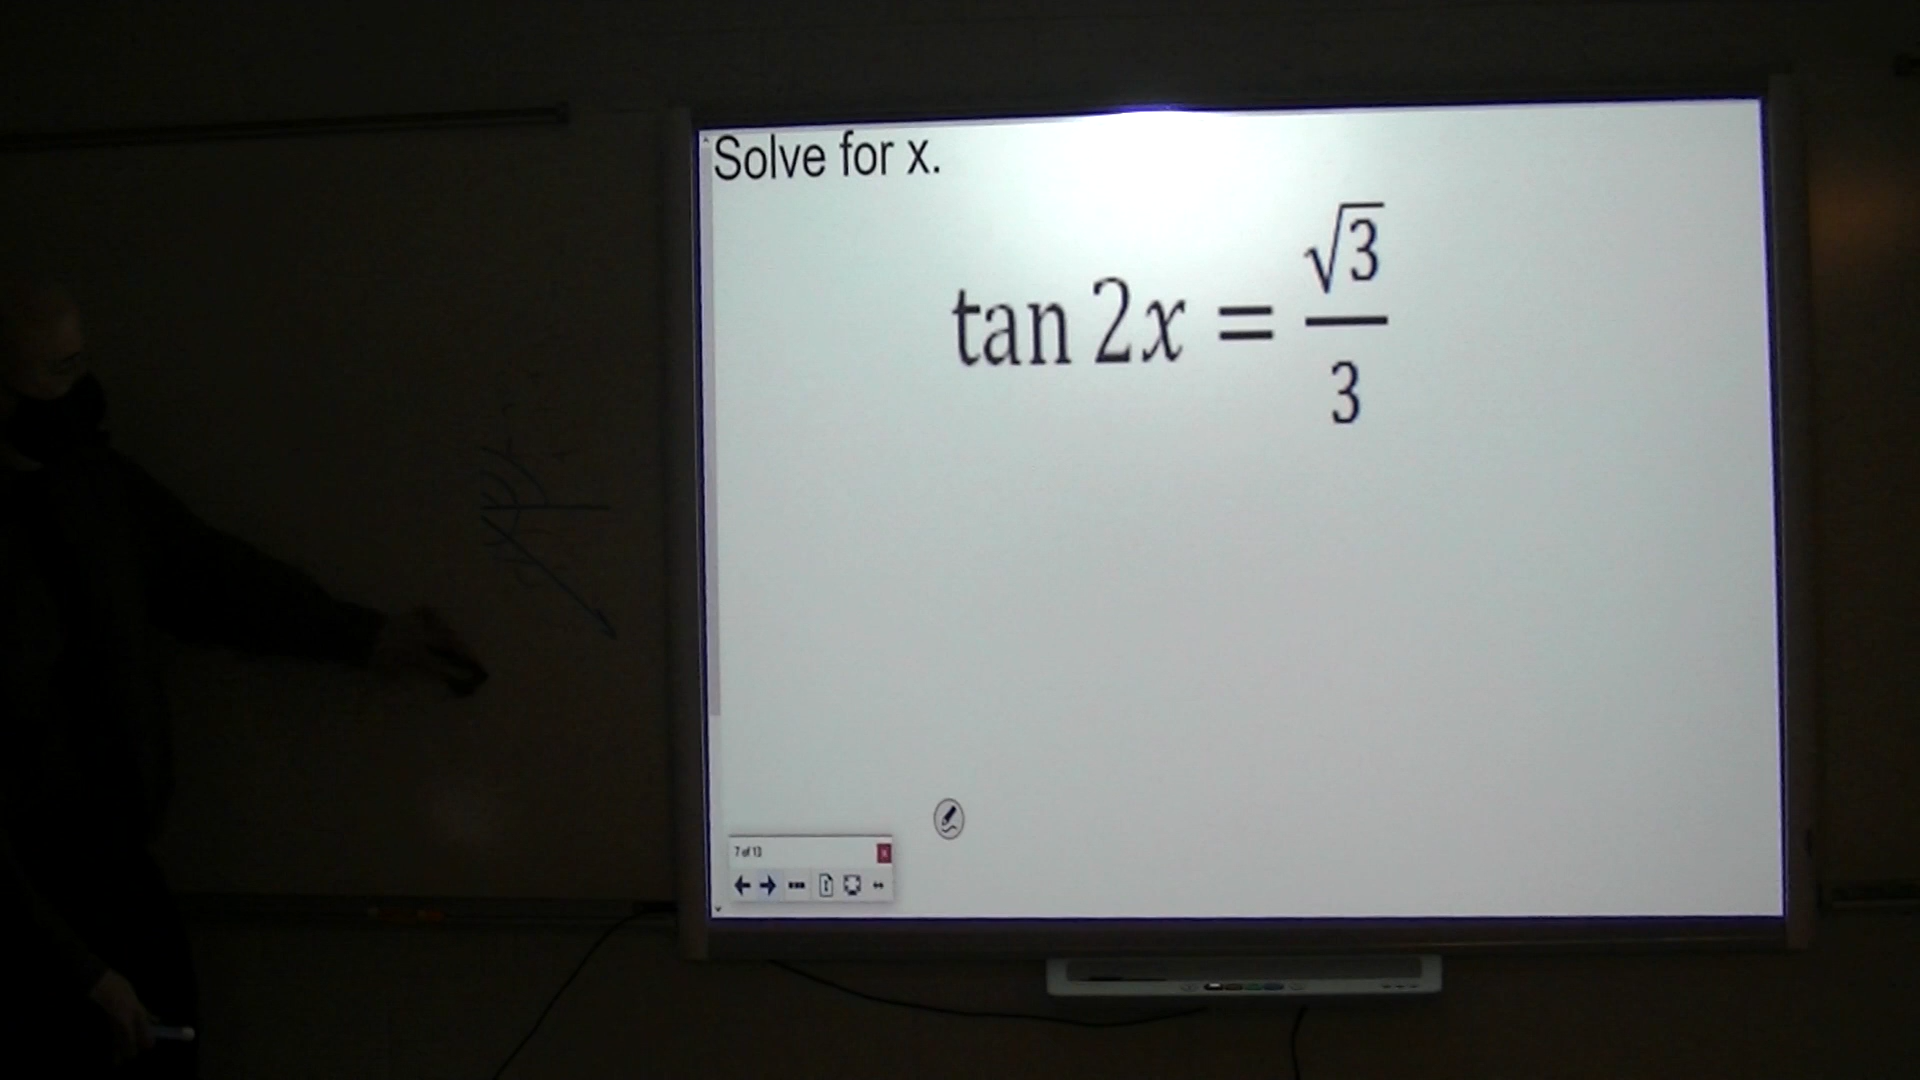 Solve for x.
tan 2x = √3/3
7 of 13